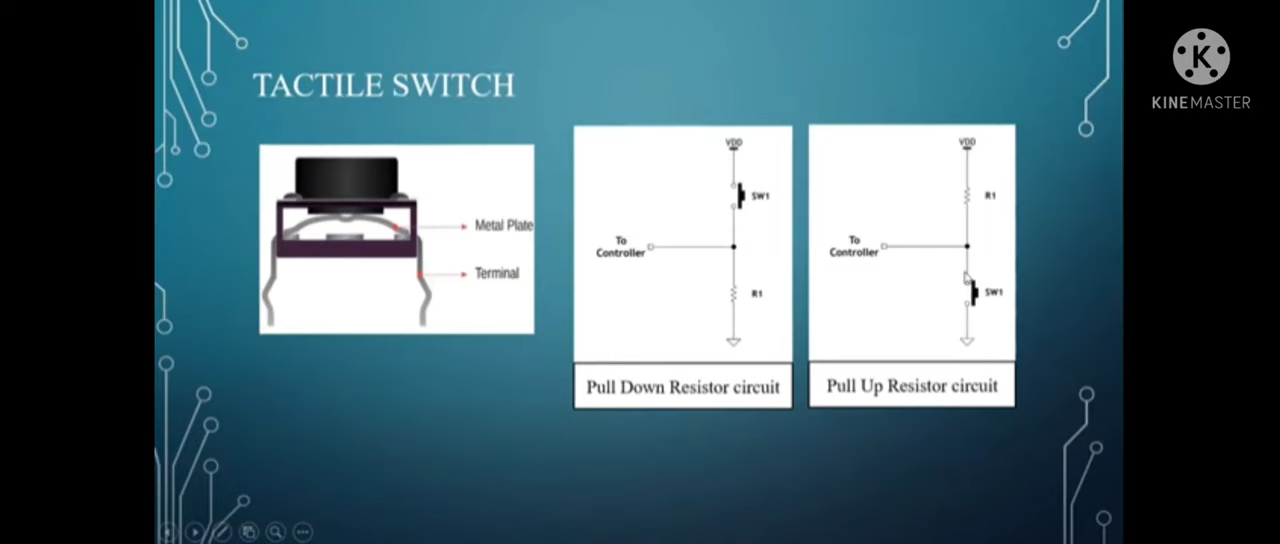 TACTILE SWITCH
KINEMASTER
Metal Plate
Terminal
VDD
SW1
To
Controller
R1
Pull Down Resistor circuit
VDD
R1
To
Controller
SW1
Pull Up Resistor circuit